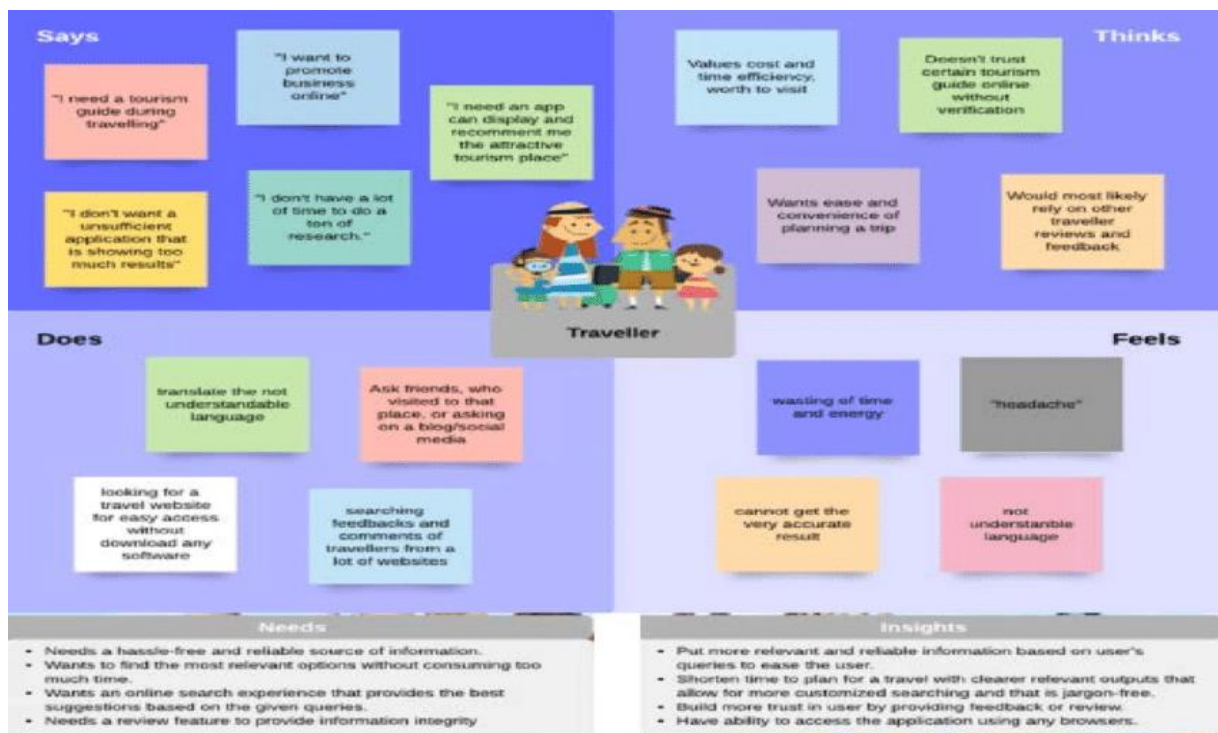 Says
"I need a tourism
guide during
travelling"
"I want to
promote
business
online"
"I need an app
can display and
recomment me
the attractive
tourism place"
"I don't want a
unsufficient
application that
is showing too
much results"
"I don't have a lot
of time to do a
ton of
research."
Thinks
Values cost and
time efficiency,
worth to visit
Doesn't trust
certain tourism
guide online
without
verification
Wants ease and
convenience of
planning a trip
Would most likely
rely on other
traveller
reviews and
feedback
Traveller
Does
translate the not
understandable
language
Ask friends, who
visited to that
place, or asking
on a blog/social
media
looking for a
travel website
for easy access
without
download any
software
searching
feedbacks and
comments of
travellers from a
lot of websites
Feels
wasting of time
and energy
"headache"
cannot get the
very accurate
result
not
understanble
language
Needs
• Needs a hassle-free and reliable source of information.
• Wants to find the most relevant options without consuming too
much time.
• Wants an online search experience that provides the best
suggestions based on the given queries.
• Needs a review feature to provide information integrity
Insights
• Put more relevant and reliable information based on user's
queries to ease the user.
• Shorten time to plan for a travel with clearer relevant outputs that
allow for more customized searching and that is jargon-free.
• Build more trust in user by providing feedback or review.
• Have ability to access the application using any browsers.